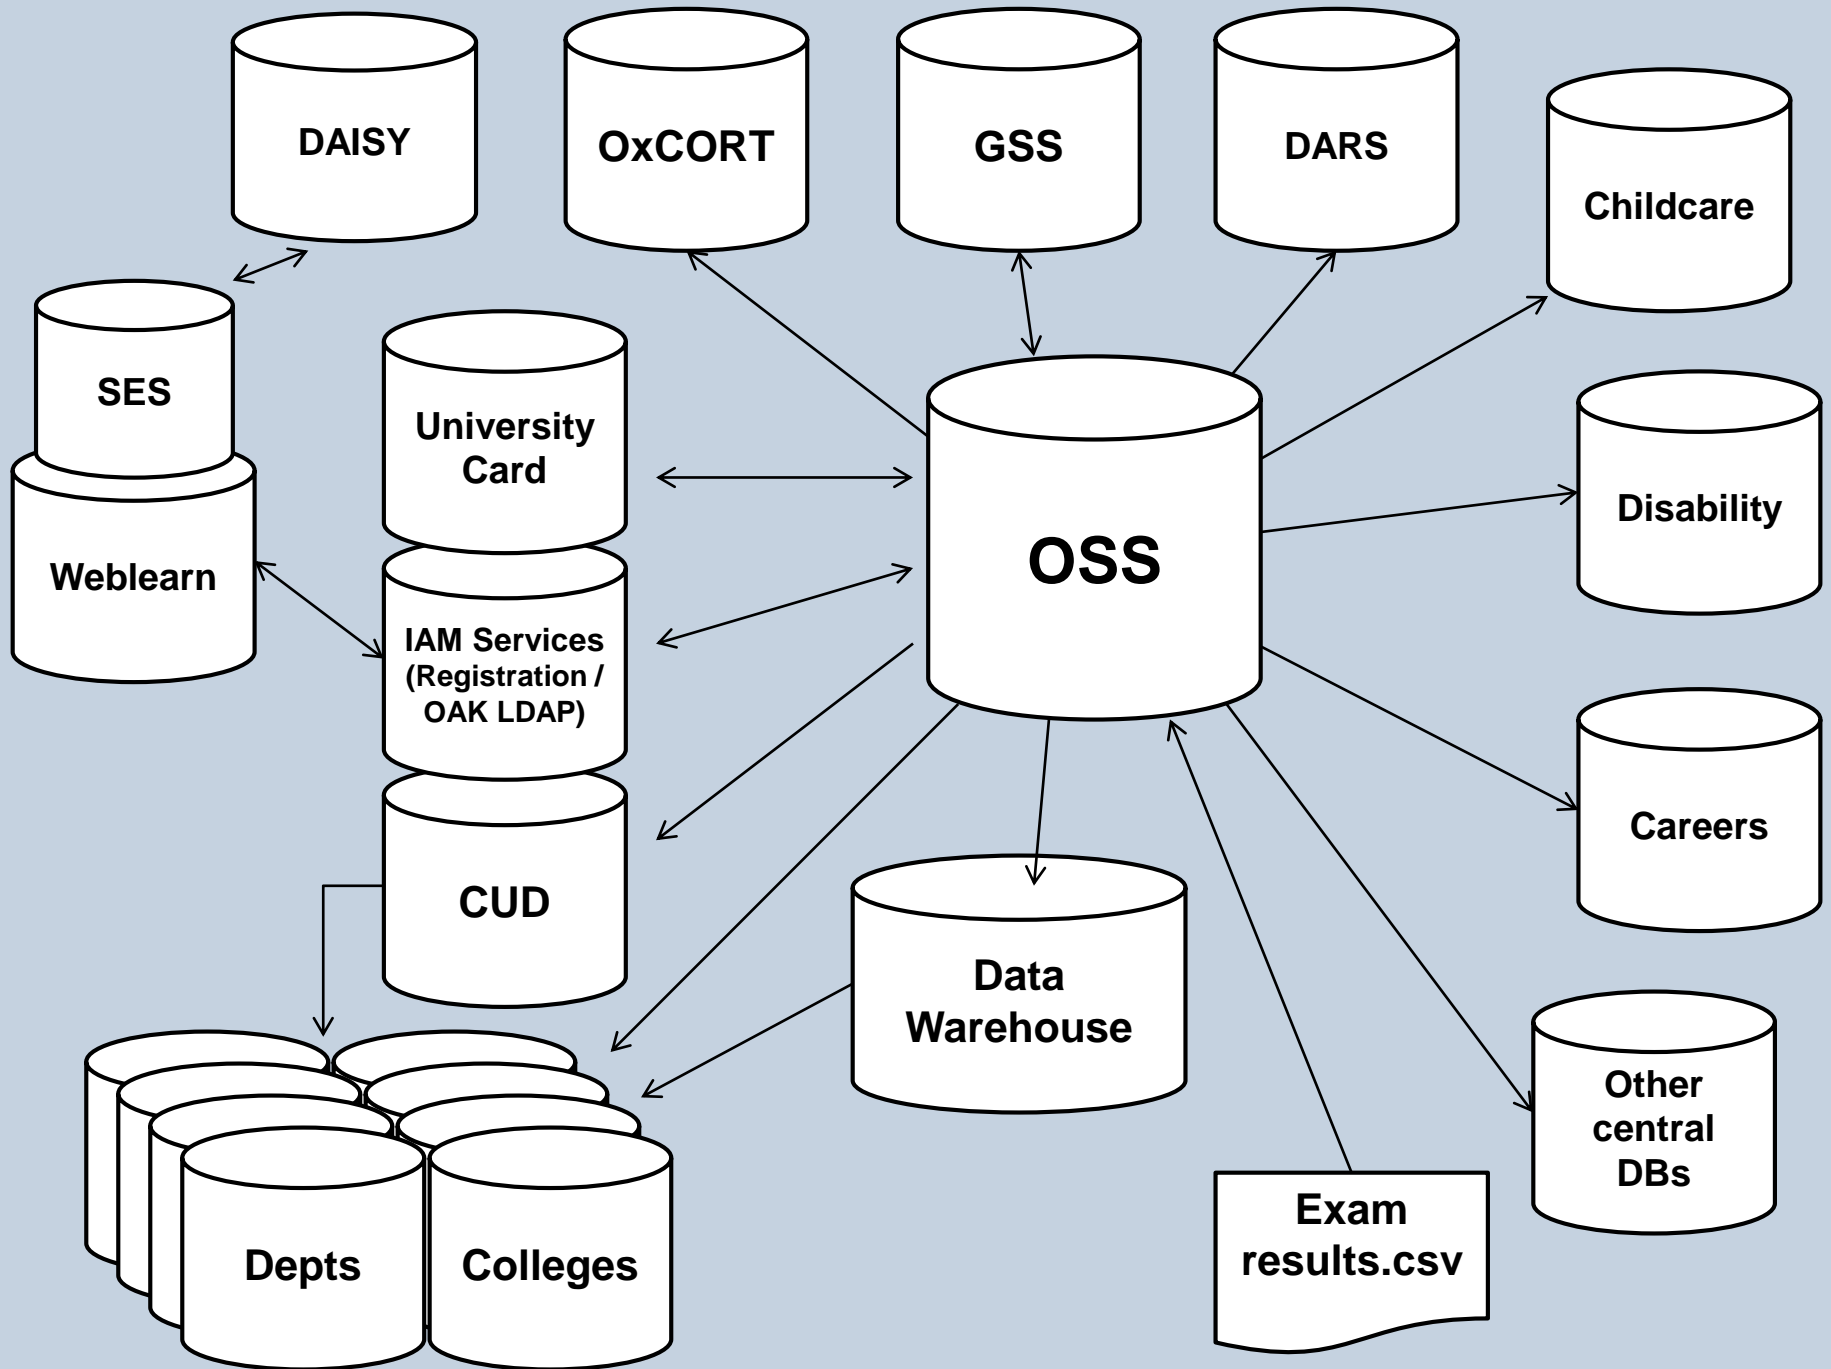 DAISY
OxCORT
GSS
DARS
Childcare
SES
University
Card
Weblearn
IAM Services
(Registration /
OAK LDAP)
OSS
Disability
Careers
CUD
Data
Warehouse
Other
central
DBs
Exam
results.csv
Depts
Colleges